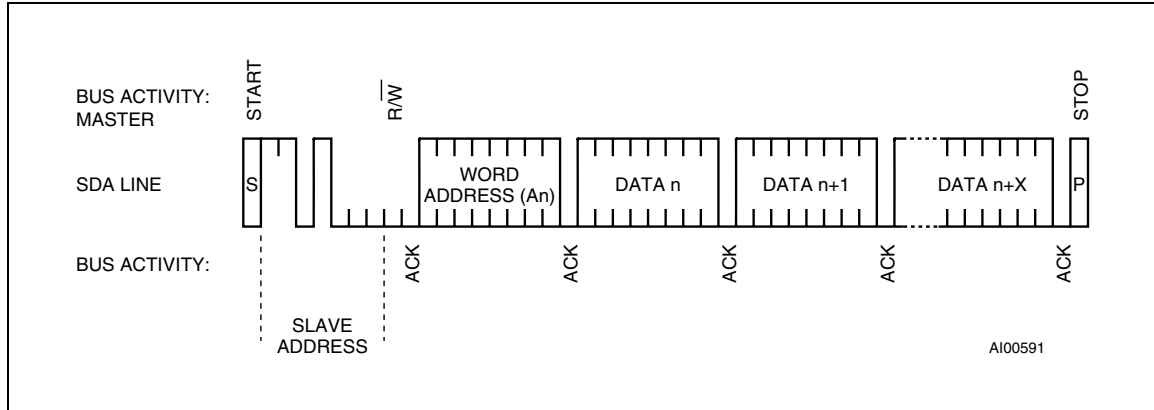 BUS ACTIVITY:
MASTER
START
R/W
STOP
SDA LINE
S
WORD
ADDRESS (An)
DATA n
DATA n+1
DATA n+X
P
BUS ACTIVITY:
ACK
ACK
ACK
ACK
ACK
SLAVE
ADDRESS
AI00591